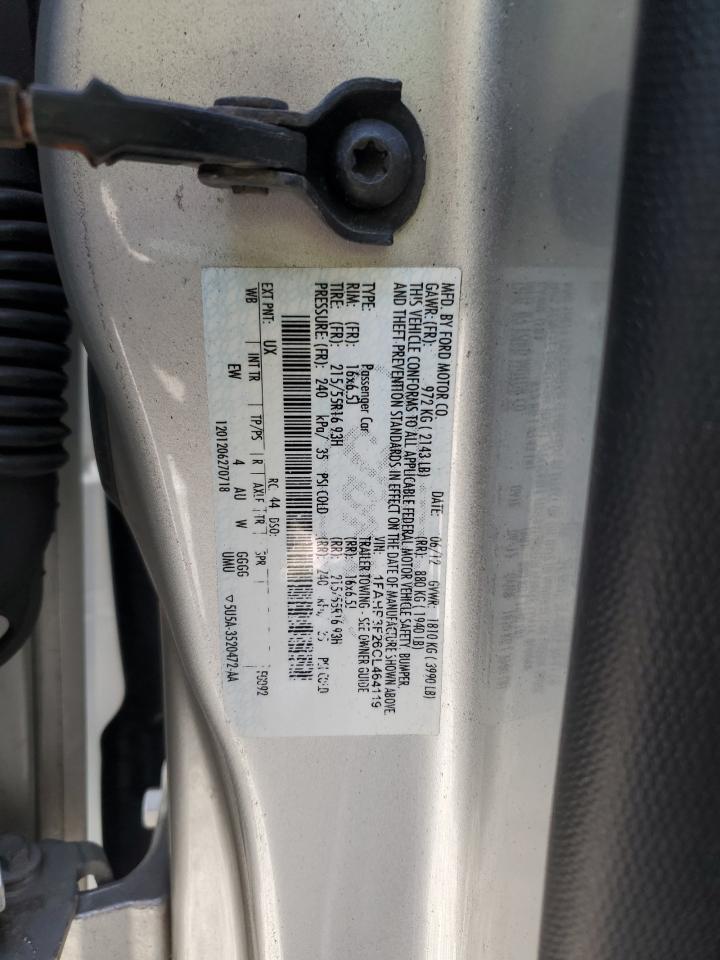 MFD. BY FORD MOTOR CO.
DATE: 06/12 GVWR: 1810 KG ( 3990 LB)
GAWR: (FR): 972 KG ( 2143 LB) (RR): 880 KG ( 1940 LB)
THIS VEHICLE CONFORMS TO ALL APPLICABLE FEDERAL MOTOR VEHICLE SAFETY, BUMPER,
AND THEFT PREVENTION STANDARDS IN EFFECT ON THE DATE OF MANUFACTURE SHOWN ABOVE.
VIN: 1FAHP3F26CL464119
TYPE: Passenger Car TRAILER TOWING - SEE OWNER GUIDE
RIM: (FR): 16x6.5J (RR): 16x6.5J
TIRE: (FR): 215/55R16 93H (RR): 215/55R16 93H
PRESSURE: (FR): 240 kPa/ 35 PSI COLD (RR): 240 kPa/ 35 PSI COLD
EXT PNT: UX RC: 44 DSO:
WB INT TR TP/PS R AXLE TR SPR
EW 4 AU W GGGG
UMU
1201206270718 5U5A-3520472-AA